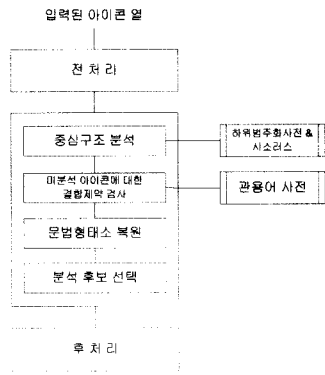 입력된 아이콘 열
전 처 리
중심구조 분석
하위범주화사전 &
시소러스
미분석 아이콘에 대한
결합제약 검사
관용어 사전
문법형태소 복원
분석 후보 선택
후 처 리